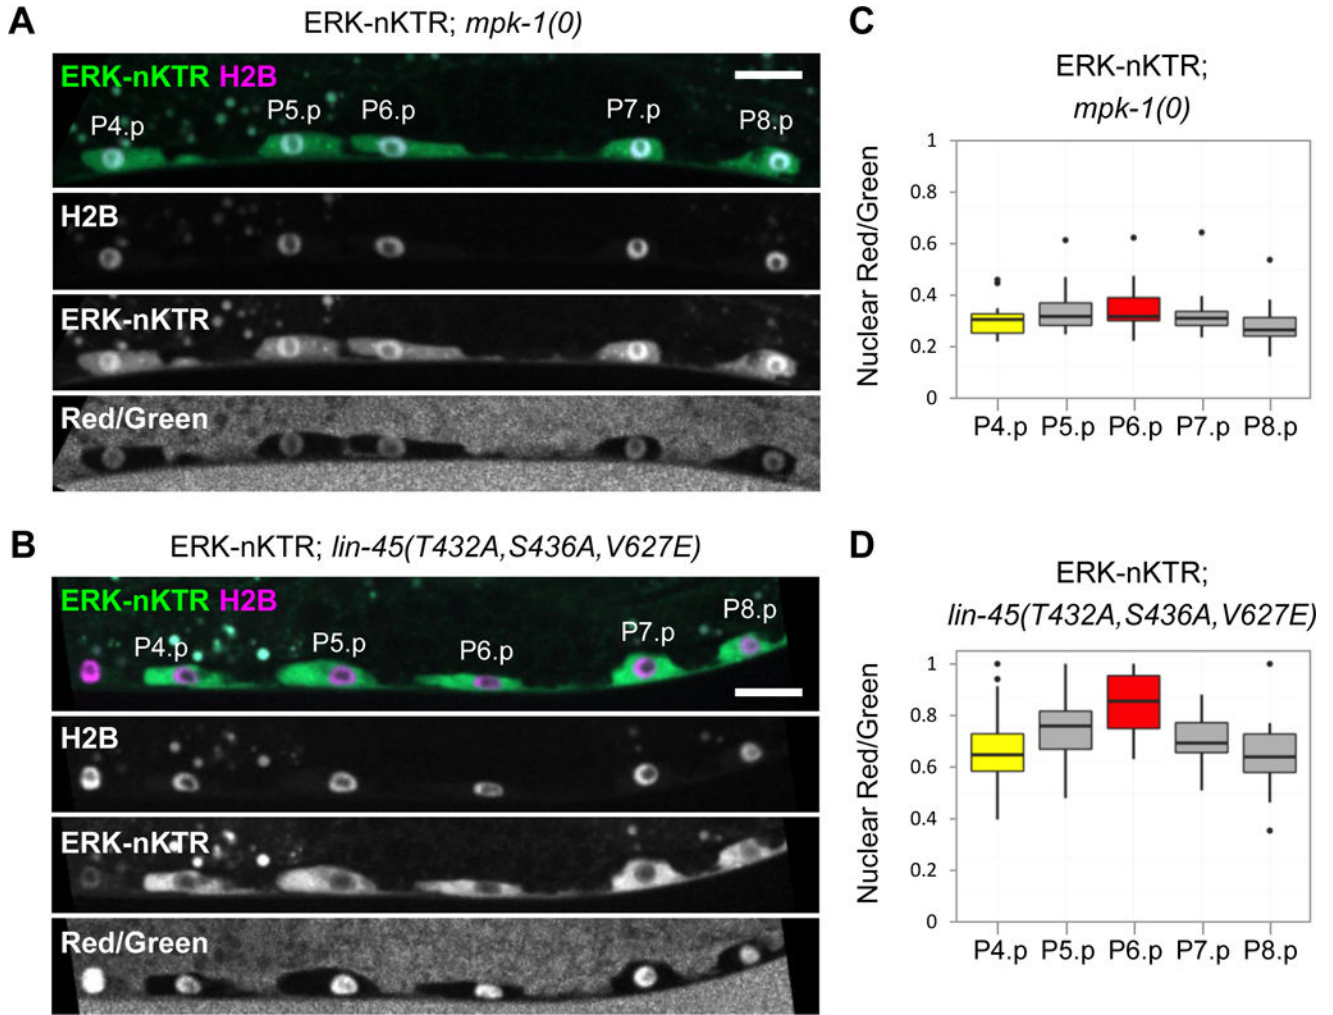 A
ERK-nKTR; mpk-1(0)
ERK-nKTR H2B
P4.p
P5.p
P6.p
P7.p
P8.p
H2B
ERK-nKTR
Red/Green
B
ERK-nKTR; lin-45(T432A,S436A,V627E)
ERK-nKTR H2B
P4.p
P5.p
P6.p
P7.p
P8.p
H2B
ERK-nKTR
Red/Green
C
ERK-nKTR;
mpk-1(0)
Nuclear Red/Green
1
0.8
0.6
0.4
0.2
0
P4.p P5.p P6.p P7.p P8.p
D
ERK-nKTR;
lin-45(T432A,S436A,V627E)
Nuclear Red/Green
1
0.8
0.6
0.4
0.2
0
P4.p P5.p P6.p P7.p P8.p